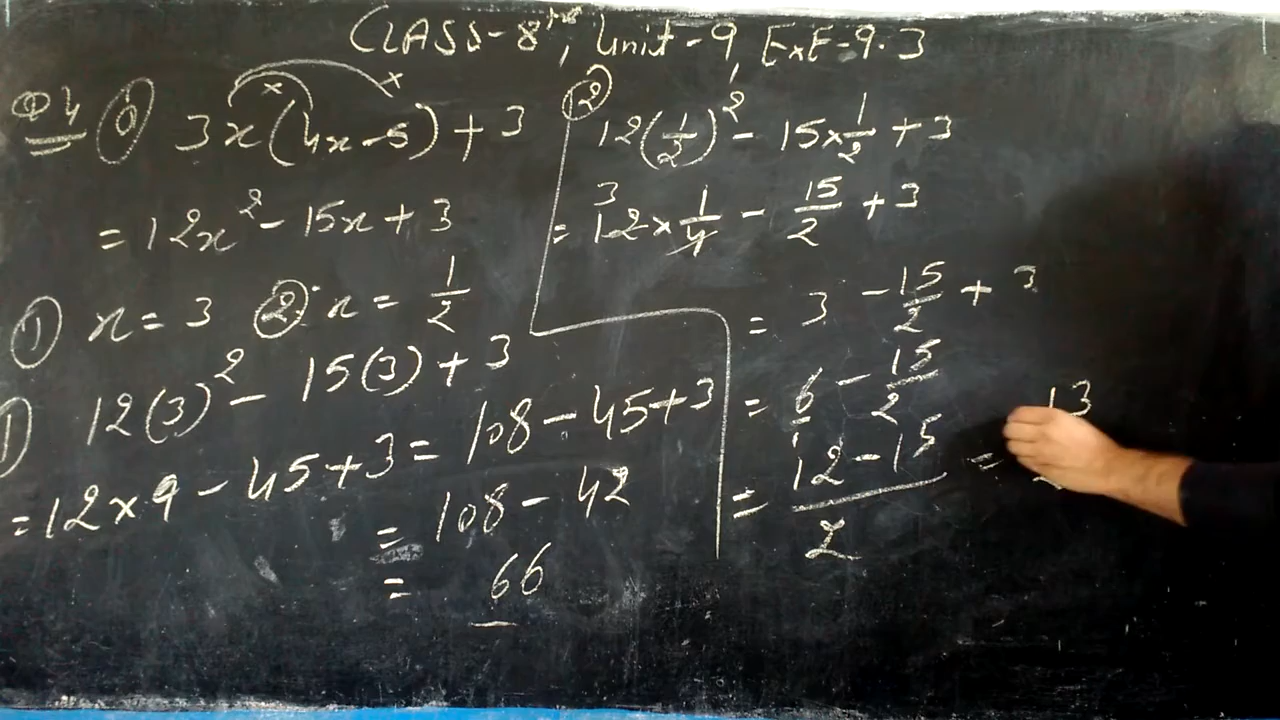 CLASS-8th, Unit-9, ExE-9.3
Q4 (i) 3x(4x-5)+3
= 12x² - 15x + 3
① x = 3 ②: x = 1/2
① 12(3)² - 15(3) + 3
= 12×9 - 45 + 3 = 108 - 45 + 3
= 108 - 42
= 66
② 12(1/2)² - 15×1/2 + 3
3
= 12×1/4 - 15/2 + 3
= 3 - 15/2 + 3
= 6/1 - 15/2
= 12-15/2 =